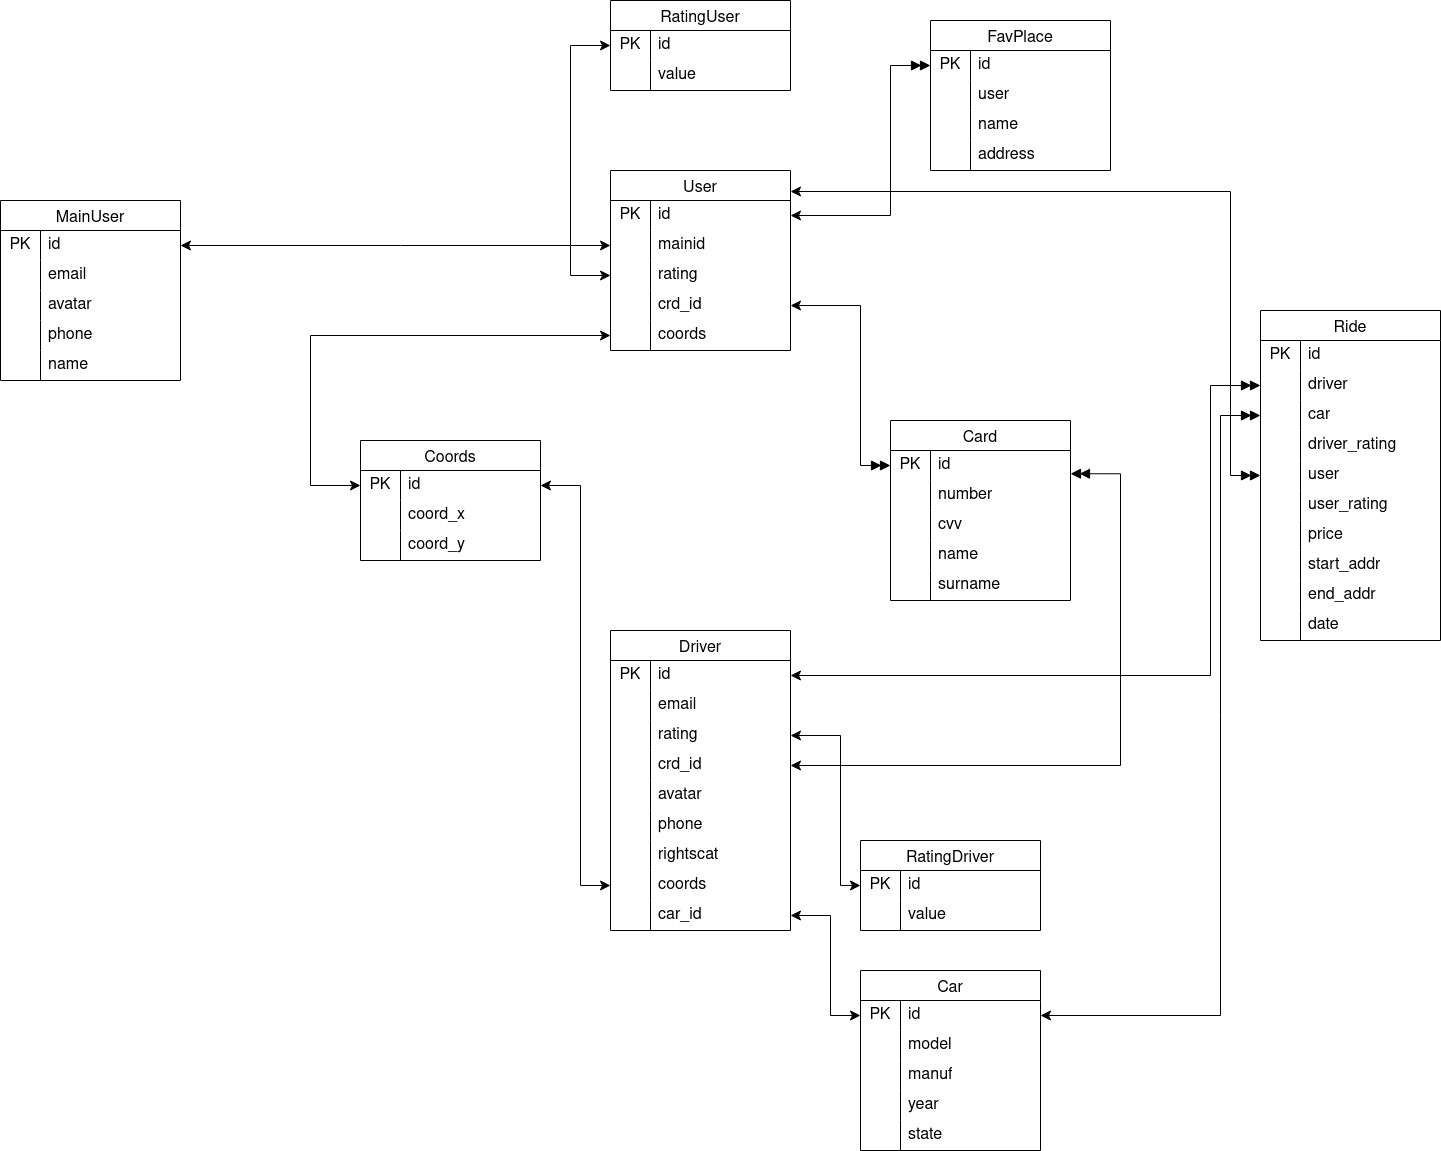 RatingUser
PK id
value
FavPlace
PK id
user
name
address
User
PK id
mainid
rating
crd_id
coords
MainUser
PK id
email
avatar
phone
name
Ride
PK id
driver
car
driver_rating
user
user_rating
price
start_addr
end_addr
date
Coords
PK id
coord_x
coord_y
Card
PK id
number
cvv
name
surname
Driver
PK id
email
rating
crd_id
avatar
phone
rightscat
coords
car_id
RatingDriver
PK id
value
Car
PK id
model
manuf
year
state